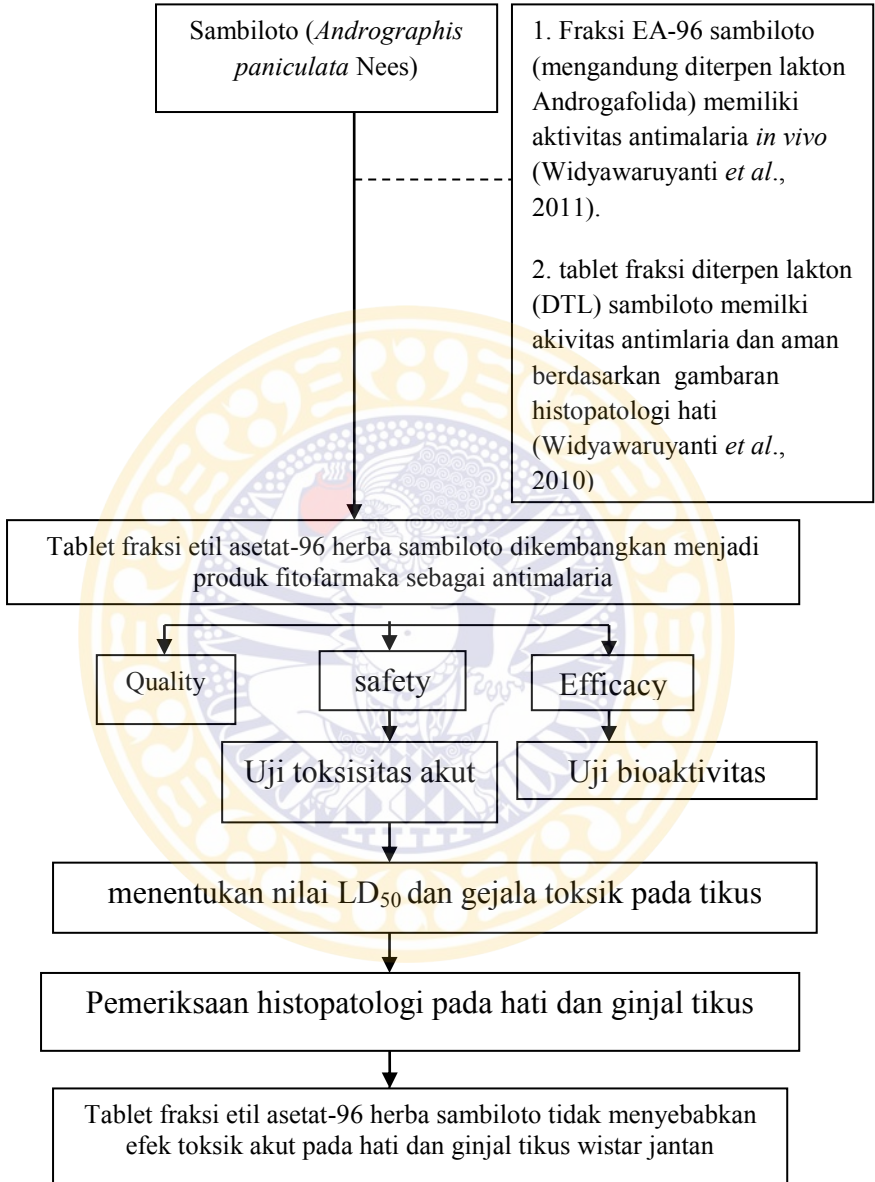 Sambiloto (Andrographis
paniculata Nees)
1. Fraksi EA-96 sambiloto
(mengandung diterpen lakton
Androgafolida) memiliki
aktivitas antimalaria in vivo
(Widyawaruyanti et al.,
2011).
2. tablet fraksi diterpen lakton
(DTL) sambiloto memilki
akivitas antimlaria dan aman
berdasarkan gambaran
histopatologi hati
(Widyawaruyanti et al.,
2010)
Tablet fraksi etil asetat-96 herba sambiloto dikembangkan menjadi
produk fitofarmaka sebagai antimalaria
Quality
safety
Efficacy
Uji toksisitas akut
Uji bioaktivitas
menentukan nilai LD50 dan gejala toksik pada tikus
Pemeriksaan histopatologi pada hati dan ginjal tikus
Tablet fraksi etil asetat-96 herba sambiloto tidak menyebabkan
efek toksik akut pada hati dan ginjal tikus wistar jantan